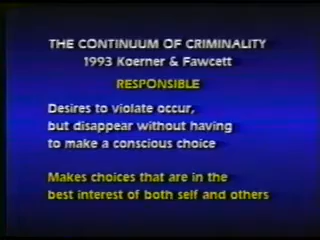 THE CONTINUUM OF CRIMINALITY
1993 Koerner & Fawcett
RESPONSIBLE
Desires to violate occur,
but disappear without having
to make a conscious choice
Makes choices that are in the
best interest of both self and others